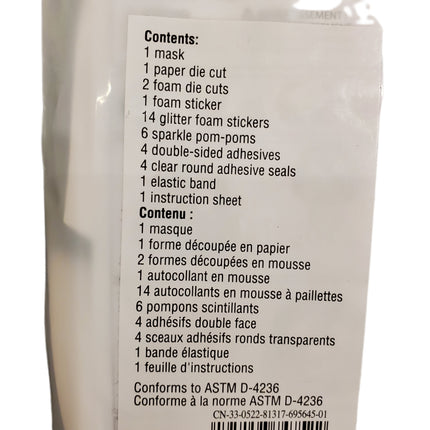 Contents:
1 mask
1 paper die cut
2 foam die cuts
1 foam sticker
14 glitter foam stickers
6 sparkle pom-poms
4 double-sided adhesives
4 clear round adhesive seals
1 elastic band
1 instruction sheet
Contenu :
1 masque
1 forme découpée en papier
2 formes découpées en mousse
1 autocollant en mousse
14 autocollants en mousse à paillettes
6 pompons scintillants
4 adhésifs double face
4 sceaux adhésifs ronds transparents
1 bande élastique
1 feuille d'instructions
Conforms to ASTM D-4236
Conforme à la norme ASTM D-4236
CN-33-0522-81317-695645-01